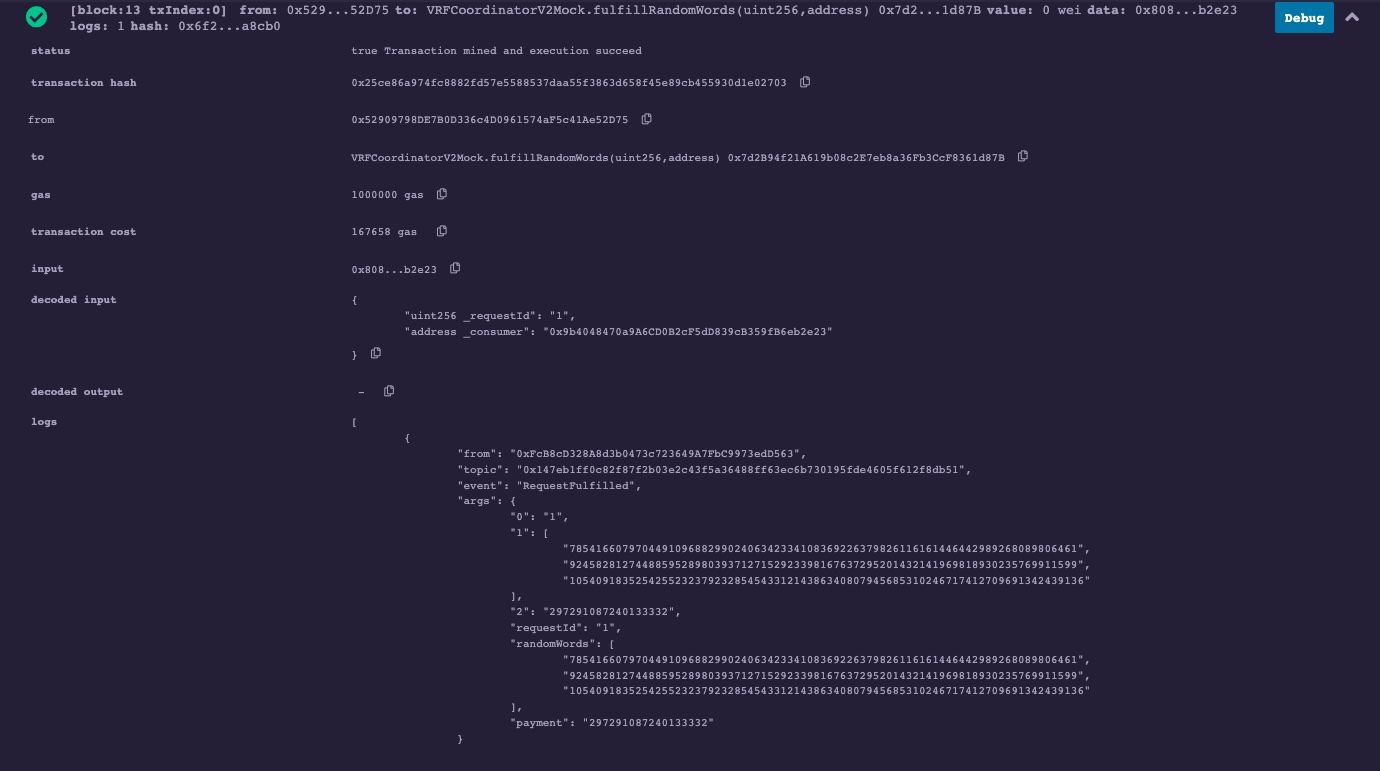 [block:13 txIndex:0] from: 0x529...52D75 to: VRFCoordinatorV2Mock.fulfillRandomWords(uint256,address) 0x7d2...1d87B value: 0 wei data: 0x808...b2e23
logs: 1 hash: 0x6f2...a8cb0
Debug
status true Transaction mined and execution succeed
transaction hash 0x25ce86a974fc8882fd57e5588537daa55f3863d658f45e89cb455930d1e02703
from 0x52909798DE7B0D336c4D0961574aF5c41Ae52D75
to VRFCoordinatorV2Mock.fulfillRandomWords(uint256,address) 0x7d2B94f21A619b08c2E7eb8a36Fb3CcF8361d87B
gas 1000000 gas
transaction cost 167658 gas
input 0x808...b2e23
decoded input {
"uint256 _requestId": "1",
"address _consumer": "0x9b4048470a9A6CD0B2cF5dD839cB359fB6eb2e23"
}
decoded output -
logs [
{
"from": "0xFcB8cD328A8d3b0473c723649A7FbC9973edD563",
"topic": "0x147eb1ff0c82f87f2b03e2c43f5a36488ff63ec6b730195fde4605f612f8db51",
"event": "RequestFulfilled",
"args": {
"0": "1",
"1": [
"78541660797044910968829902406342334108369226379826116161446442989268089806461",
"92458281274488595289803937127152923398167637295201432141969818930235769911599",
"105409183525425523237923285454331214386340807945685310246717412709691342439136"
],
"2": "297291087240133332",
"requestId": "1",
"randomWords": [
"78541660797044910968829902406342334108369226379826116161446442989268089806461",
"92458281274488595289803937127152923398167637295201432141969818930235769911599",
"105409183525425523237923285454331214386340807945685310246717412709691342439136"
],
"payment": "297291087240133332"
}